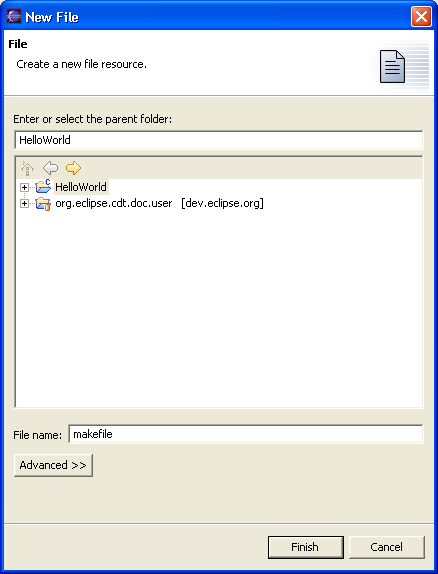 New File
File
Create a new file resource.
Enter or select the parent folder:
HelloWorld
HelloWorld
org.eclipse.cdt.doc.user [dev.eclipse.org]
File name: makefile
Advanced >>
Finish Cancel